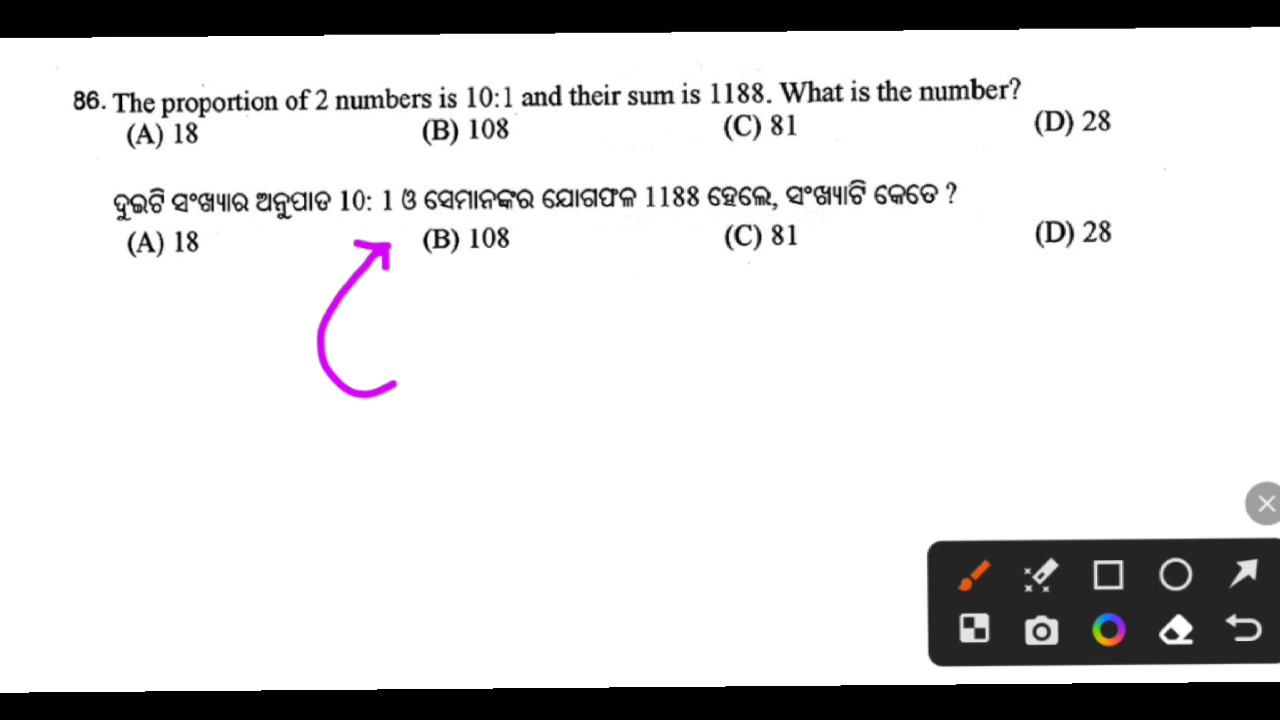 86. The proportion of 2 numbers is 10:1 and their sum is 1188. What is the number?
(A) 18 (B) 108 (C) 81 (D) 28
ଦୁଇଟି ସଂଖ୍ୟାର ଅନୁପାତ 10: 1 ଓ ସେମାନଙ୍କର ଯୋଗଫଳ 1188 ହେଲେ, ସଂଖ୍ୟାଟି କେତେ ?
(A) 18 (B) 108 (C) 81 (D) 28